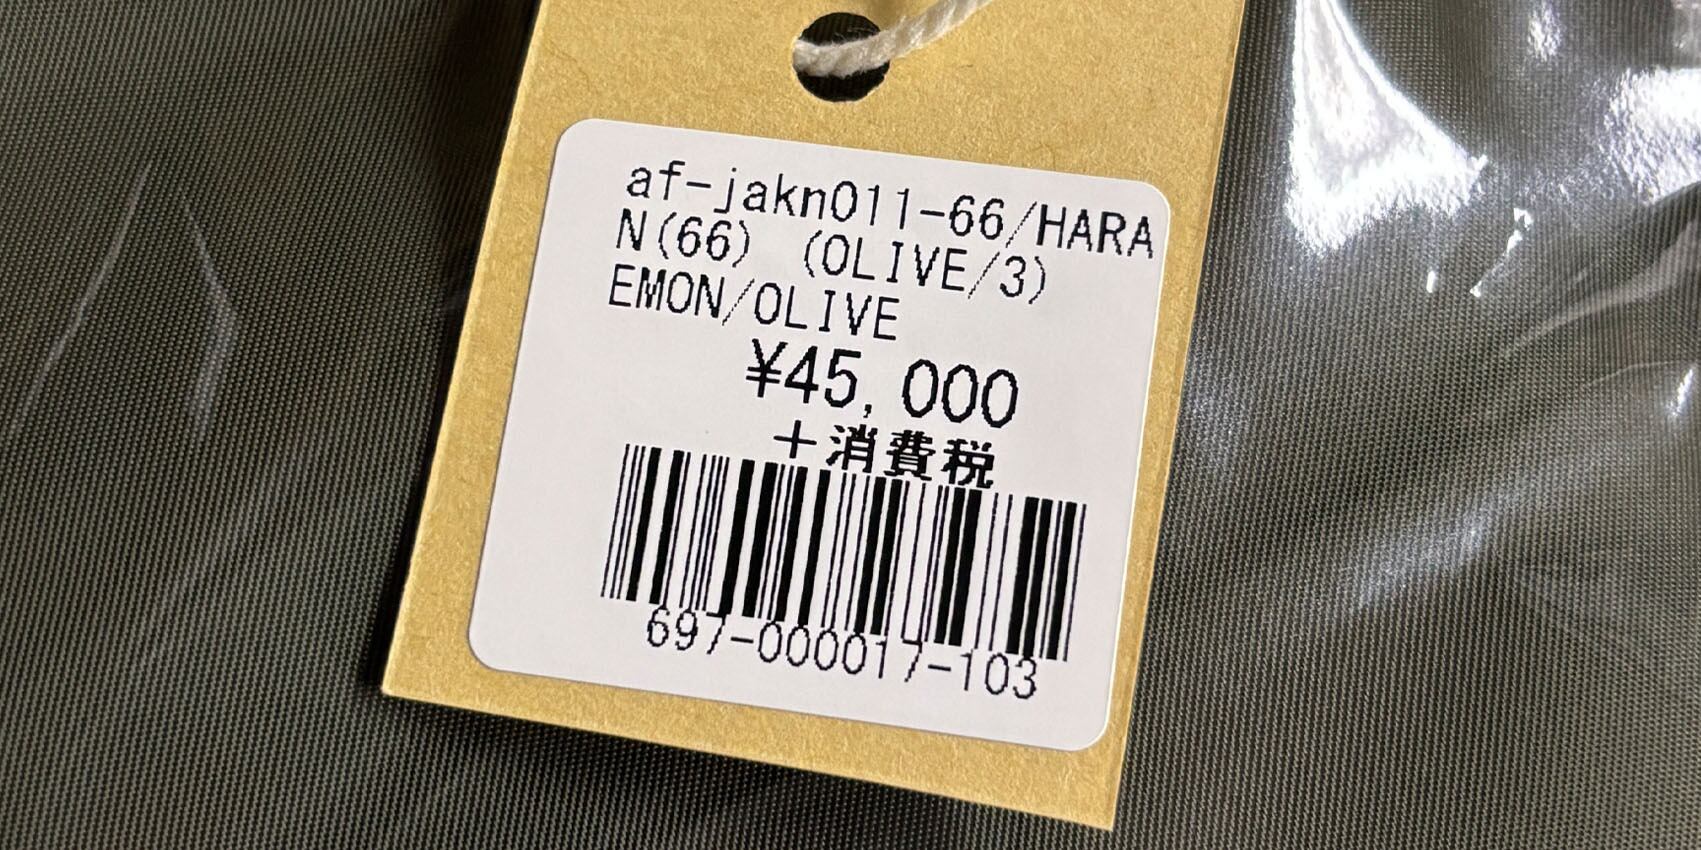 af-jakn011-66/HARA
N(66) (OLIVE/3)
EMON/OLIVE
¥45,000
+消費税
697-000017-103